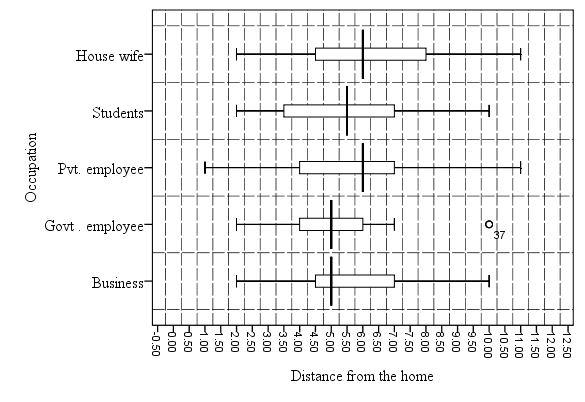 House wife
Students
Pvt. employee
Govt . employee
37
Business
Occupation
-0.50 0.00 0.50 1.00 1.50 2.00 2.50 3.00 3.50 4.00 4.50 5.00 5.50 6.00 6.50 7.00 7.50 8.00 8.50 9.00 9.50 10.00 10.50 11.00 11.50 12.00 12.50
Distance from the home